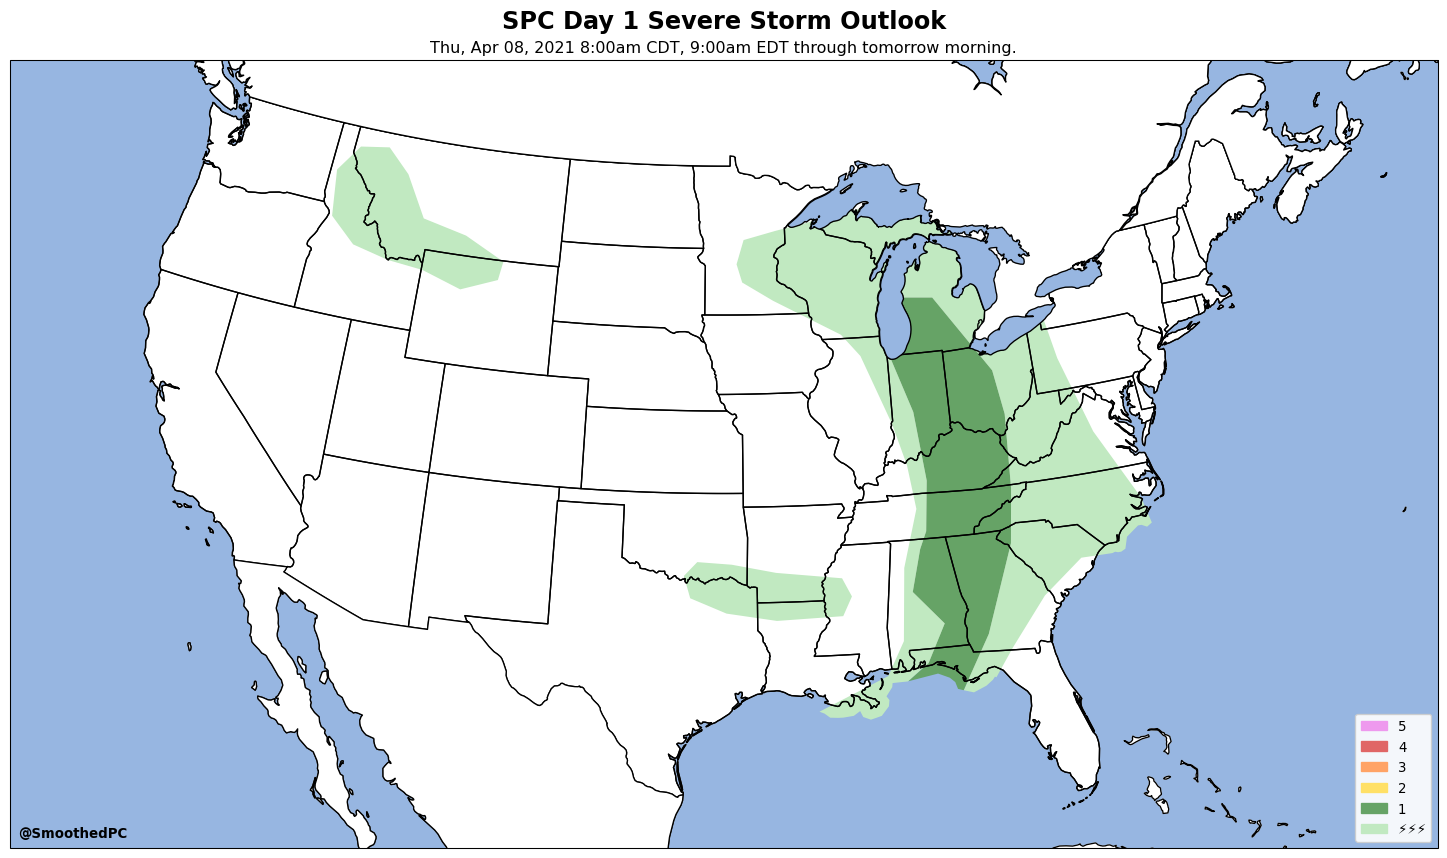 SPC Day 1 Severe Storm Outlook
Thu, Apr 08, 2021 8:00am CDT, 9:00am EDT through tomorrow morning.
5
4
3
2
1
⚡⚡⚡
@SmoothedPC